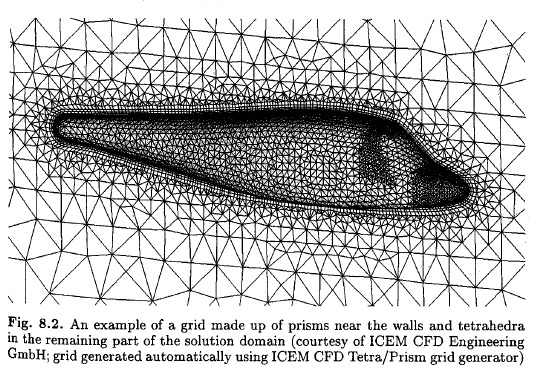 Fig. 8.2. An example of a grid made up of prisms near the walls and tetrahedra
in the remaining part of the solution domain (courtesy of ICEM CFD Engineering
GmbH; grid generated automatically using ICEM CFD Tetra/Prism grid generator)